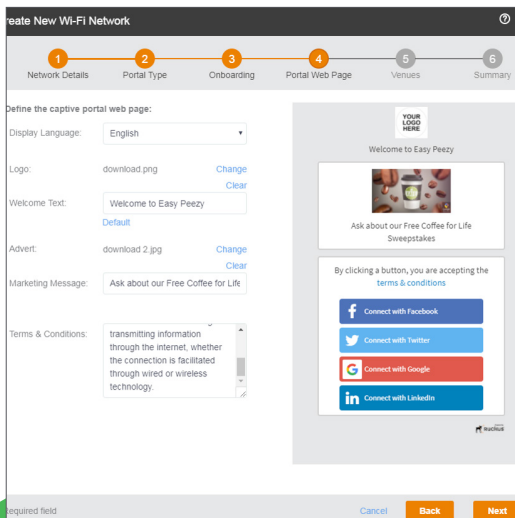 reate New Wi-Fi Network
?
1
2
3
4
5
6
Network Details
Portal Type
Onboarding
Portal Web Page
Venues
Summary
Define the captive portal web page:
Display Language:
English
Logo:
download.png
Change
Clear
Welcome Text:
Welcome to Easy Peezy
Default
Advert:
download 2.jpg
Change
Clear
Marketing Message:
Ask about our Free Coffee for Life
Terms & Conditions:
transmitting information
through the internet, whether
the connection is facilitated
through wired or wireless
technology.
YOUR
LOGO
HERE
Welcome to Easy Peezy
Ask about our Free Coffee for Life
Sweepstakes
By clicking a button, you are accepting the
terms & conditions
f Connect with Facebook
Connect with Twitter
G Connect with Google
in Connect with LinkedIn
Ruckus
equired field
Cancel
Back
Next